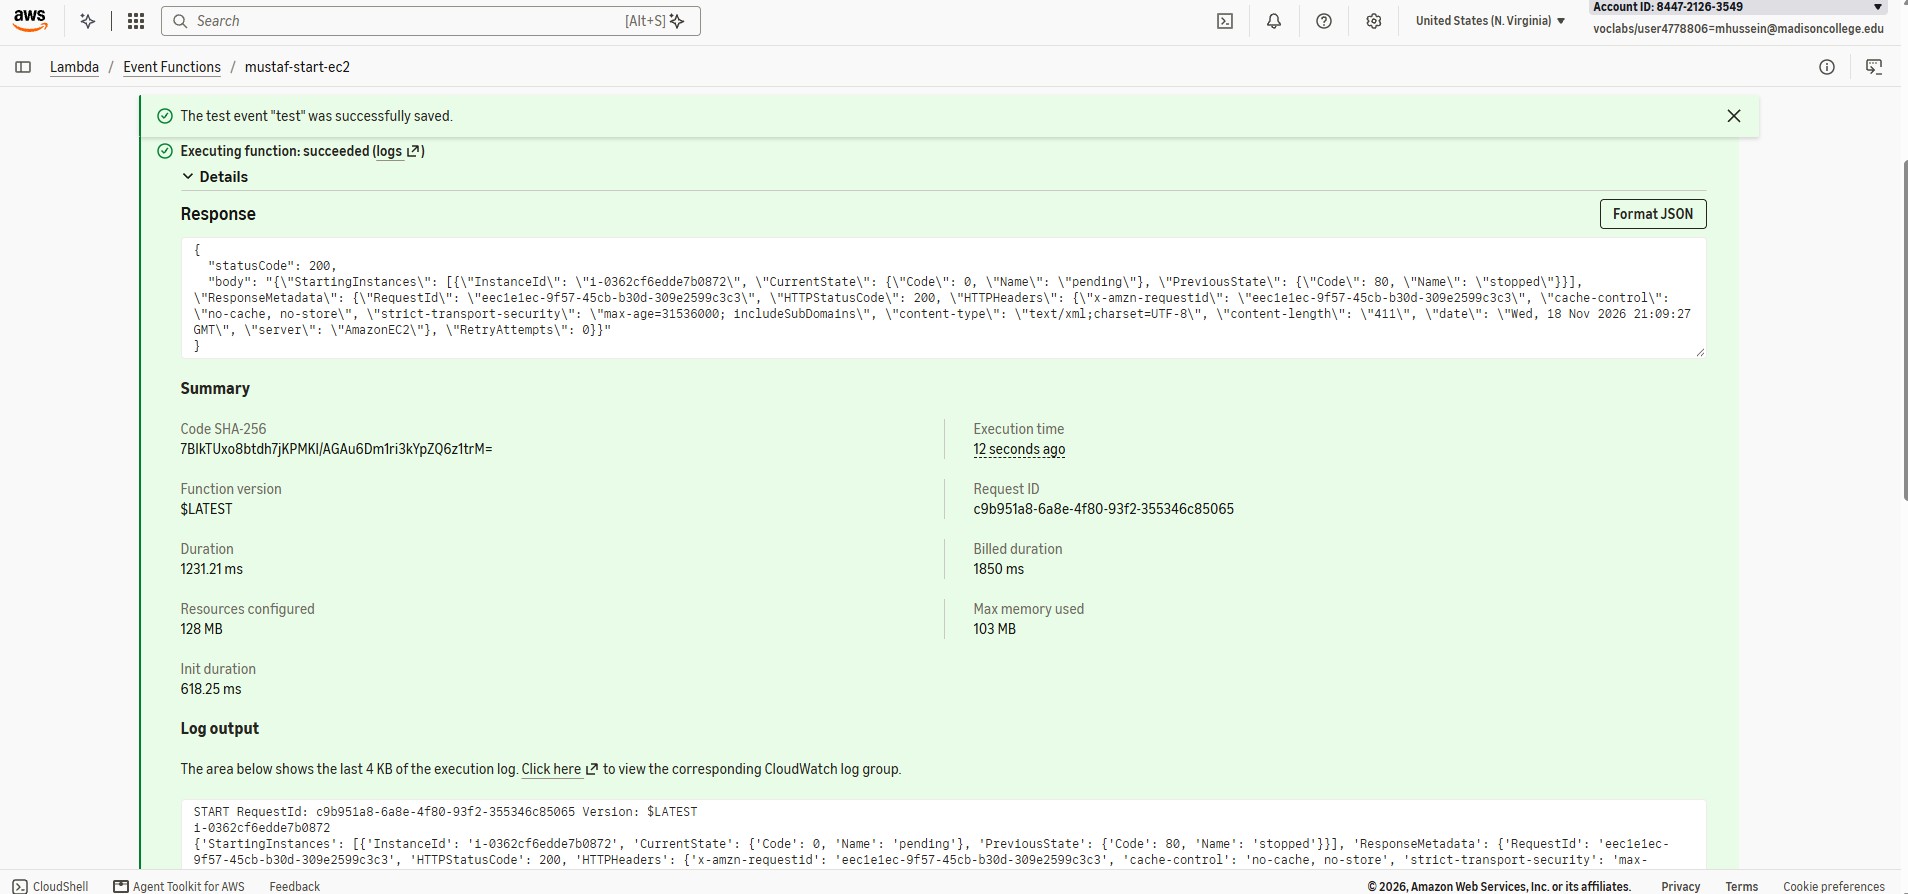 aws
Search
[Alt+S]
United States (N. Virginia)
Account ID: 8447-2126-3549
voclabs/user4778806=mhussein@madisoncollege.edu
Lambda / Event Functions / mustaf-start-ec2
The test event "test" was successfully saved.
Executing function: succeeded (logs)
Details
Response
Format JSON
{
"statusCode": 200,
"body": "{\"StartingInstances\": [{\"InstanceId\": \"i-0362cf6edde7b0872\", \"CurrentState\": {\"Code\": 0, \"Name\": \"pending\"}, \"PreviousState\": {\"Code\": 80, \"Name\": \"stopped\"}}],
\"ResponseMetadata\": {\"RequestId\": \"eec1e1ec-9f57-45cb-b30d-309e2599c3c3\", \"HTTPStatusCode\": 200, \"HTTPHeaders\": {\"x-amzn-requestid\": \"eec1e1ec-9f57-45cb-b30d-309e2599c3c3\", \"cache-control\":
\"no-cache, no-store\", \"strict-transport-security\": \"max-age=31536000; includeSubDomains\", \"content-type\": \"text/xml;charset=UTF-8\", \"content-length\": \"411\", \"date\": \"Wed, 18 Nov 2026 21:09:27
GMT\", \"server\": \"AmazonEC2\"}, \"RetryAttempts\": 0}}"
}
Summary
Code SHA-256
7BIkTUxo8btdh7jKPMKI/AGAu6Dm1ri3kYpZQ6z1trM=
Execution time
12 seconds ago
Function version
$LATEST
Request ID
c9b951a8-6a8e-4f80-93f2-355346c85065
Duration
1231.21 ms
Billed duration
1850 ms
Resources configured
128 MB
Max memory used
103 MB
Init duration
618.25 ms
Log output
The area below shows the last 4 KB of the execution log. Click here to view the corresponding CloudWatch log group.
START RequestId: c9b951a8-6a8e-4f80-93f2-355346c85065 Version: $LATEST
i-0362cf6edde7b0872
{'StartingInstances': [{'InstanceId': 'i-0362cf6edde7b0872', 'CurrentState': {'Code': 0, 'Name': 'pending'}, 'PreviousState': {'Code': 80, 'Name': 'stopped'}}], 'ResponseMetadata': {'RequestId': 'eec1e1ec-
9f57-45cb-b30d-309e2599c3c3', 'HTTPStatusCode': 200, 'HTTPHeaders': {'x-amzn-requestid': 'eec1e1ec-9f57-45cb-b30d-309e2599c3c3', 'cache-control': 'no-cache, no-store', 'strict-transport-security': 'max-
CloudShell
Agent Toolkit for AWS
Feedback
© 2026, Amazon Web Services, Inc. or its affiliates.
Privacy
Terms
Cookie preferences